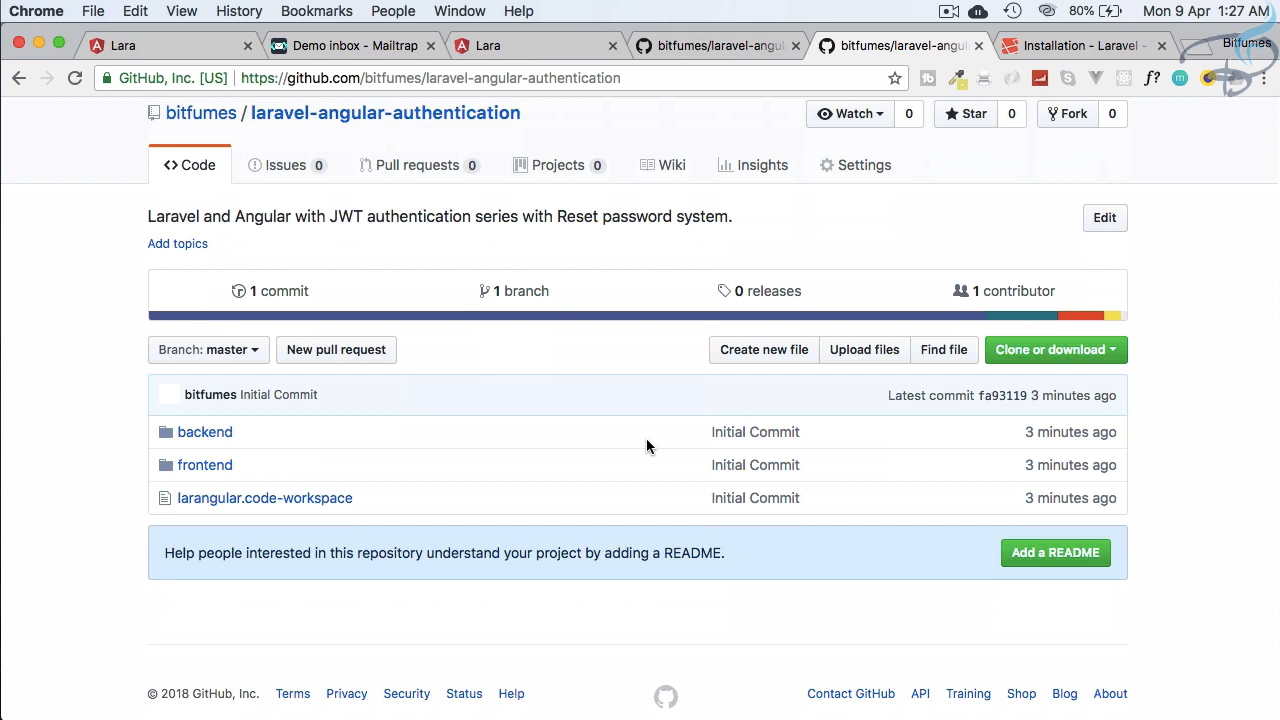 Chrome File Edit View History Bookmarks People Window Help 80% Mon 9 Apr 1:27 AM
Lara Demo inbox - Mailtrap Lara bitfumes/laravel-angul bitfumes/laravel-angul Installation - Laravel - Bitfumes
GitHub, Inc. [US] https://github.com/bitfumes/laravel-angular-authentication f? m
bitfumes / laravel-angular-authentication Watch 0 Star 0 Fork 0
Code Issues 0 Pull requests 0 Projects 0 Wiki Insights Settings
Laravel and Angular with JWT authentication series with Reset password system. Edit
Add topics
1 commit 1 branch 0 releases 1 contributor
Branch: master New pull request Create new file Upload files Find file Clone or download
bitfumes Initial Commit Latest commit fa93119 3 minutes ago
backend Initial Commit 3 minutes ago
frontend Initial Commit 3 minutes ago
larangular.code-workspace Initial Commit 3 minutes ago
Help people interested in this repository understand your project by adding a README. Add a README
© 2018 GitHub, Inc. Terms Privacy Security Status Help Contact GitHub API Training Shop Blog About